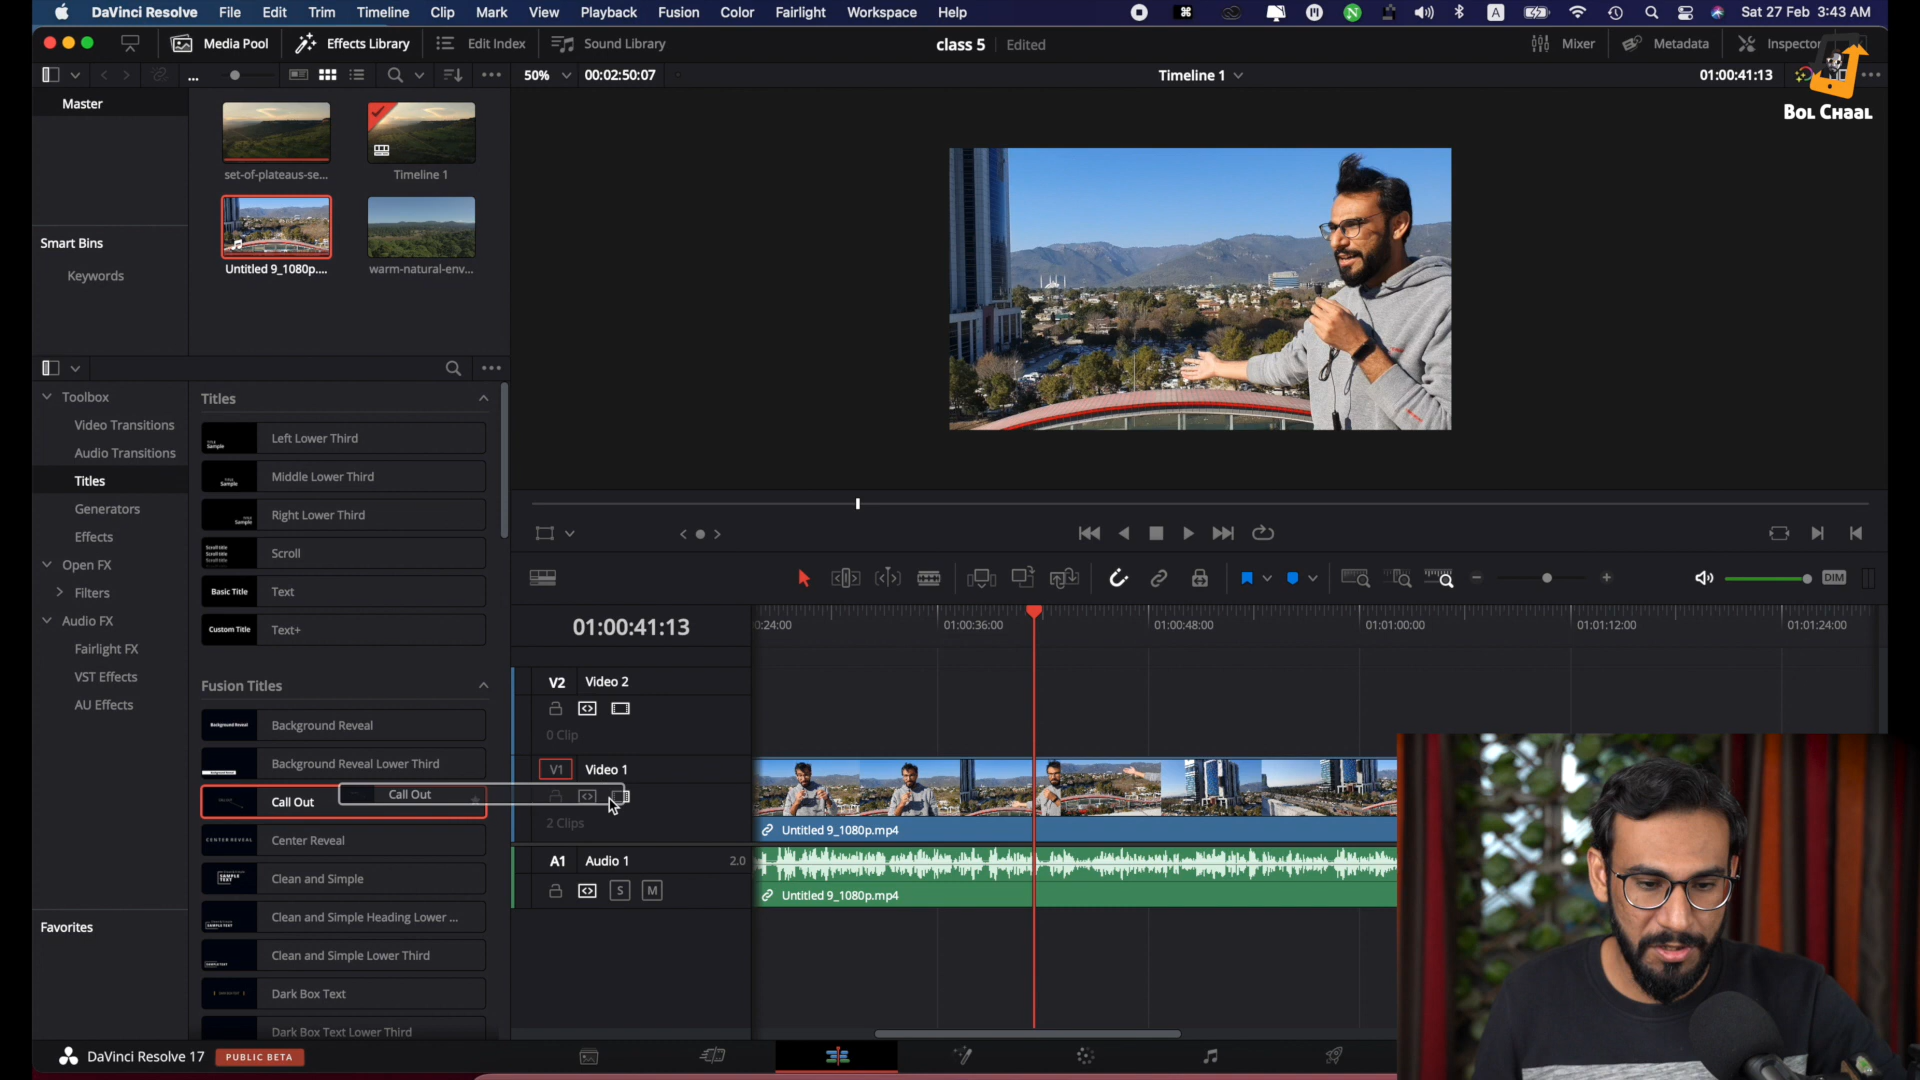 DaVinci Resolve File Edit Trim Timeline Clip Mark View Playback Fusion Color Fairlight Workspace Help Sat 27 Feb 3:43 AM
Media Pool Effects Library Edit Index Sound Library class 5 Edited Mixer Metadata Inspector
50% 00:02:50:07 Timeline 1 01:00:41:13
BOL CHAAL
Master
set-of-plateaus-se... Timeline 1
Untitled 9_1080p.... warm-natural-env...
Smart Bins
Keywords
Toolbox
Video Transitions
Audio Transitions
Titles
Generators
Effects
Open FX
Filters
Audio FX
Fairlight FX
VST Effects
AU Effects
Favorites
Titles
Left Lower Third
Middle Lower Third
Right Lower Third
Scroll
Basic Title Text
Custom Title Text+
Fusion Titles
Background Reveal Background Reveal
Background Reveal Lower Third
Call Out Call Out
CENTER REVEAL Center Reveal
SAMPLE TEXT Clean and Simple
Clean and Simple Heading Lower ...
Clean and Simple Lower Third
Dark Box Text
Dark Box Text Lower Third
DIM
01:00:41:13
0:24:00 01:00:36:00 01:00:48:00 01:01:00:00 01:01:12:00 01:01:24:00
V2 Video 2
0 Clip
V1 Video 1
2 Clips
Untitled 9_1080p.mp4
A1 Audio 1 2.0
S M
Untitled 9_1080p.mp4
DaVinci Resolve 17 PUBLIC BETA